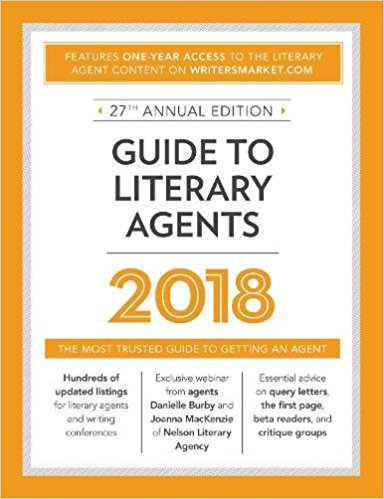 FEATURES ONE-YEAR ACCESS TO THE LITERARY
AGENT CONTENT ON WRITERSMARKET.COM
27TH ANNUAL EDITION
GUIDE TO
LITERARY
AGENTS
2018
THE MOST TRUSTED GUIDE TO GETTING AN AGENT
Hundreds of
updated listings
for literary agents
and writing
conferences
Exclusive webinar
from agents
Danielle Burby and
Joanna MacKenzie
of Nelson Literary
Agency
Essential advice
on query letters,
the first page,
beta readers, and
critique groups